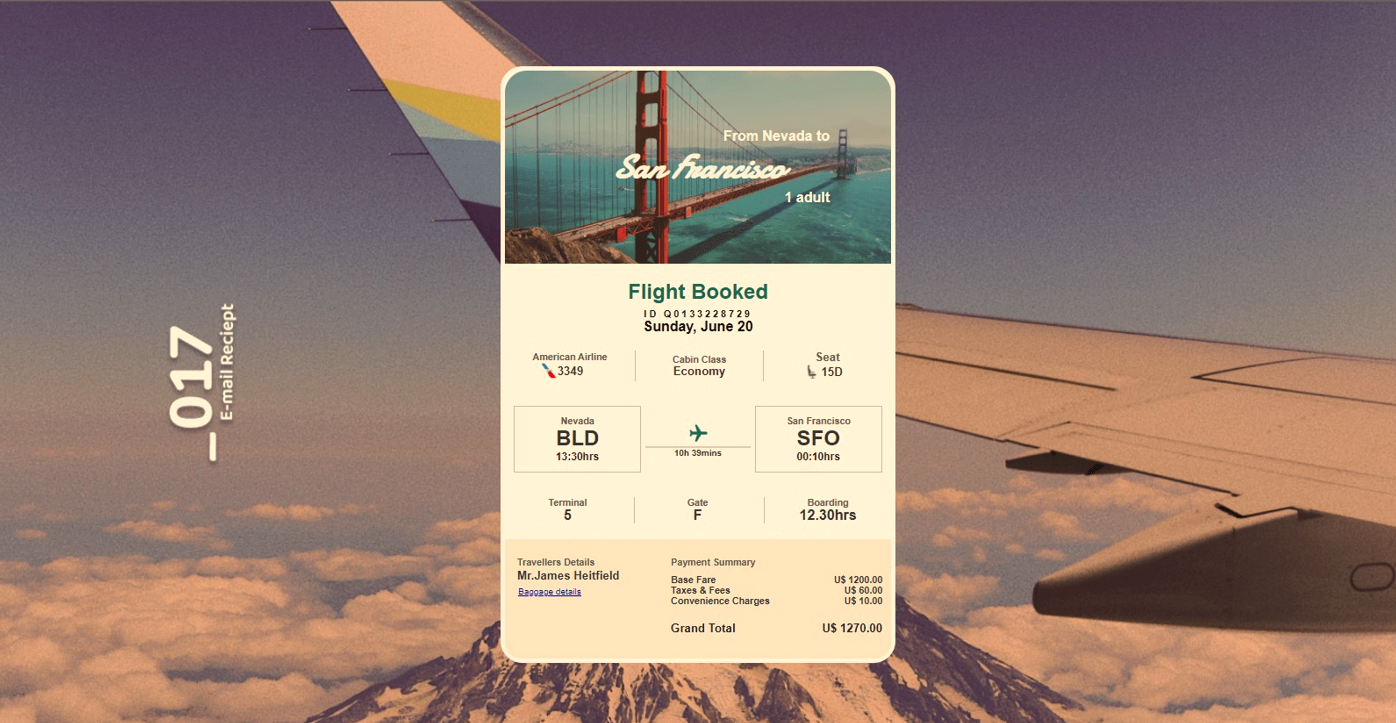 _017
E-mail Reciept
From Nevada to
San Francisco
1 adult
Flight Booked
ID Q0133228729
Sunday, June 20
American Airline
3349
Cabin Class
Economy
Seat
15D
Nevada
BLD
13:30hrs
10h 39mins
San Francisco
SFO
00:10hrs
Terminal
5
Gate
F
Boarding
12.30hrs
Travellers Details
Mr.James Heitfield
Baggage details
Payment Summary
Base Fare U$ 1200.00
Taxes & Fees U$ 60.00
Convenience Charges U$ 10.00
Grand Total U$ 1270.00